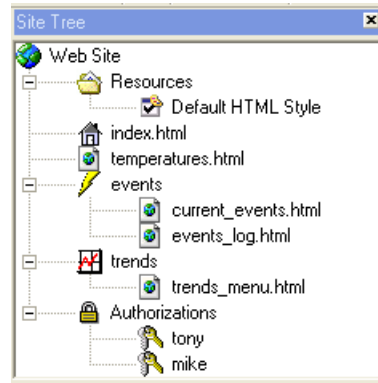 Site Tree
Web Site
Resources
Default HTML Style
index.html
temperatures.html
events
current_events.html
events_log.html
trends
trends_menu.html
Authorizations
tony
mike